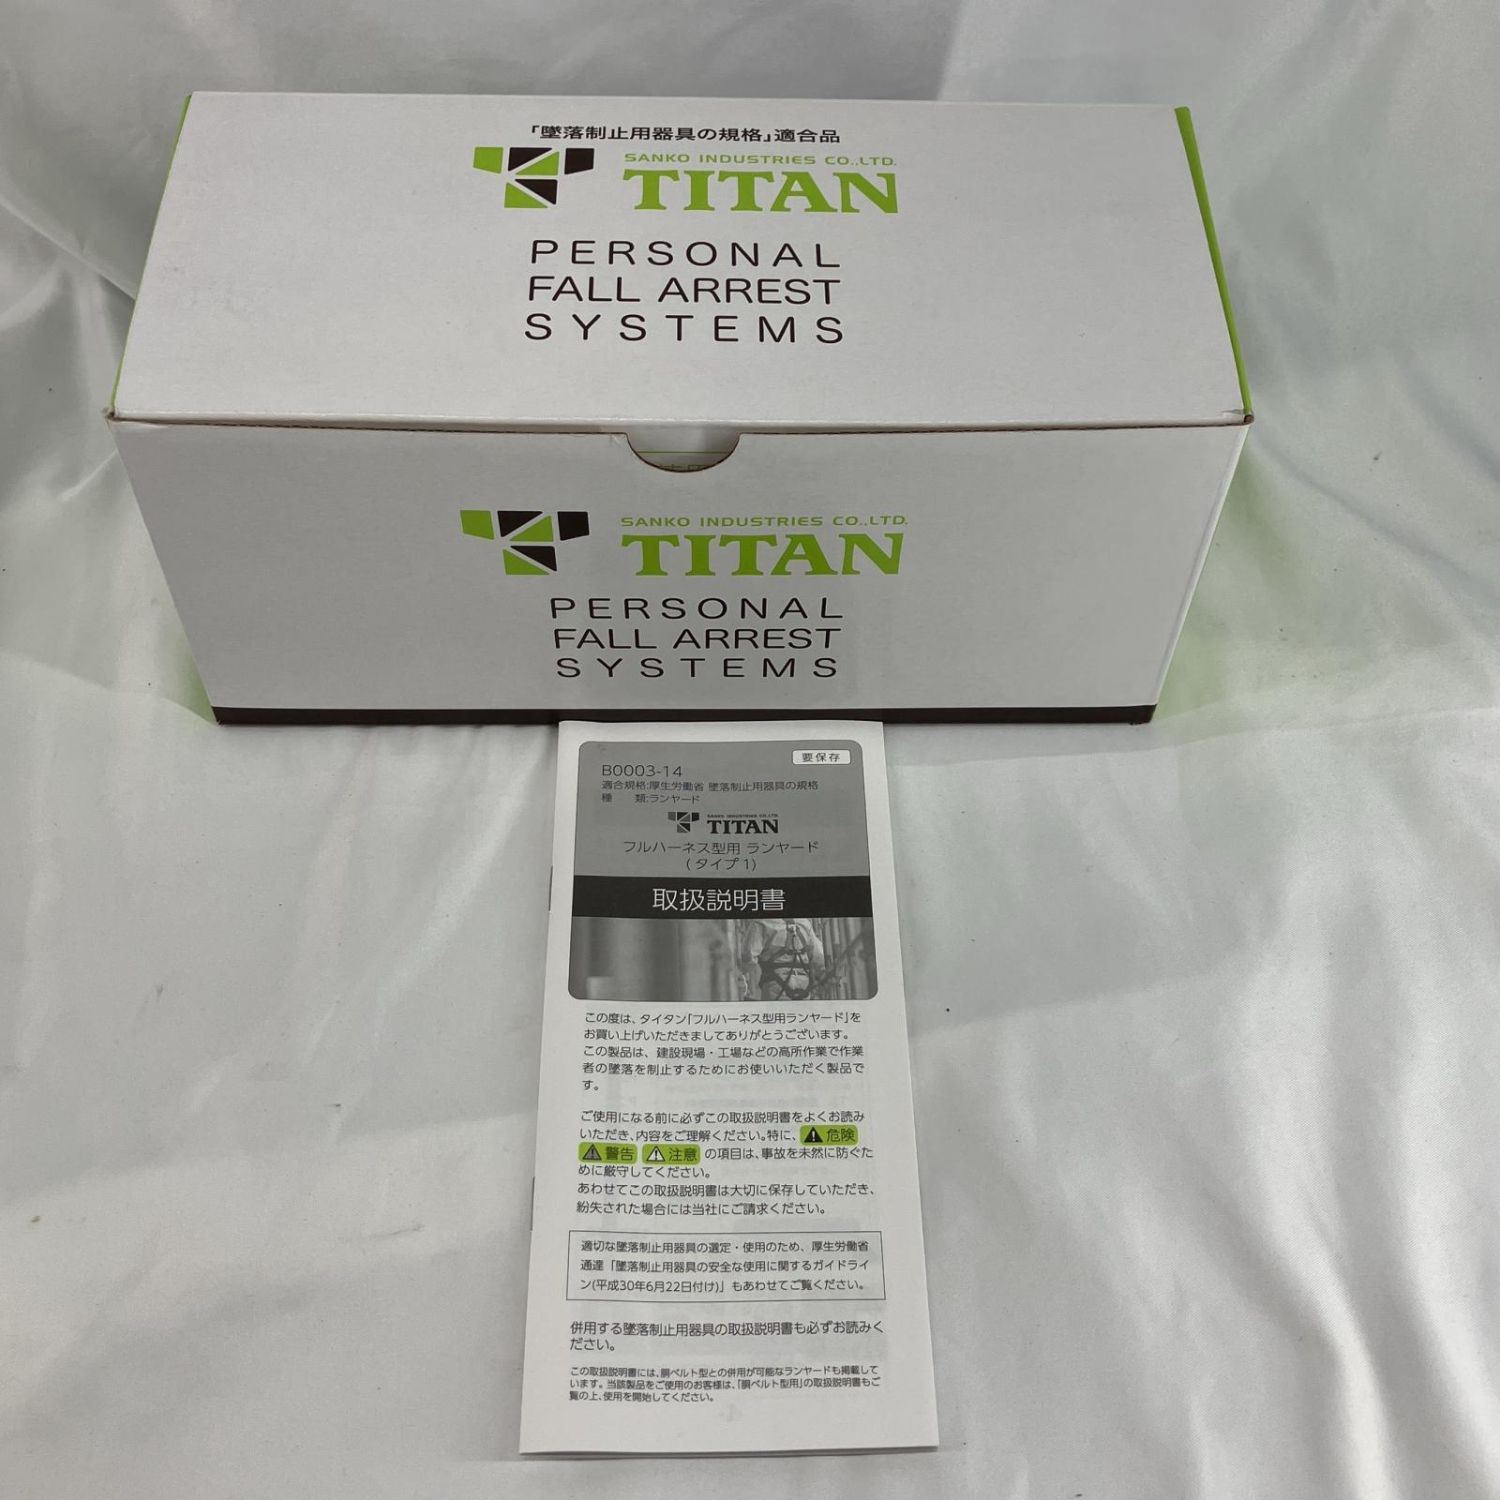 「墜落制止用器具の規格」適合品
SANKO INDUSTRIES CO.,LTD.
TITAN
PERSONAL
FALL ARREST
SYSTEMS
SANKO INDUSTRIES CO.,LTD.
TITAN
PERSONAL
FALL ARREST
SYSTEMS
要保存
B0003-14
適合規格:厚生労働省 墜落制止用器具の規格
種　類:ランヤード
SANKO INDUSTRIES CO.,LTD.
TITAN
フルハーネス型用 ランヤード
(タイプ1)
取扱説明書
この度は、タイタン「フルハーネス型用ランヤード」を
お買い上げいただきましてありがとうございます。
この製品は、建設現場・工場などの高所作業で作業
者の墜落を制止するためにお使いいただく製品で
す。
ご使用になる前に必ずこの取扱説明書をよくお読み
いただき、内容をご理解ください。特に、⚠危険
⚠警告 ⚠注意 の項目は、事故を未然に防ぐた
めに厳守してください。
あわせてこの取扱説明書は大切に保存していただき、
紛失された場合には当社にご請求ください。
適切な墜落制止用器具の選定・使用のため、厚生労働省
通達「墜落制止用器具の安全な使用に関するガイドライ
ン(平成30年6月22日付け)」もあわせてご覧ください。
併用する墜落制止用器具の取扱説明書も必ずお読みく
ださい。
この取扱説明書には、胴ベルト型との併用が可能なランヤードも掲載して
います。当該製品をご使用のお客様は、「胴ベルト型用」の取扱説明書もご
覧の上、使用を開始してください。